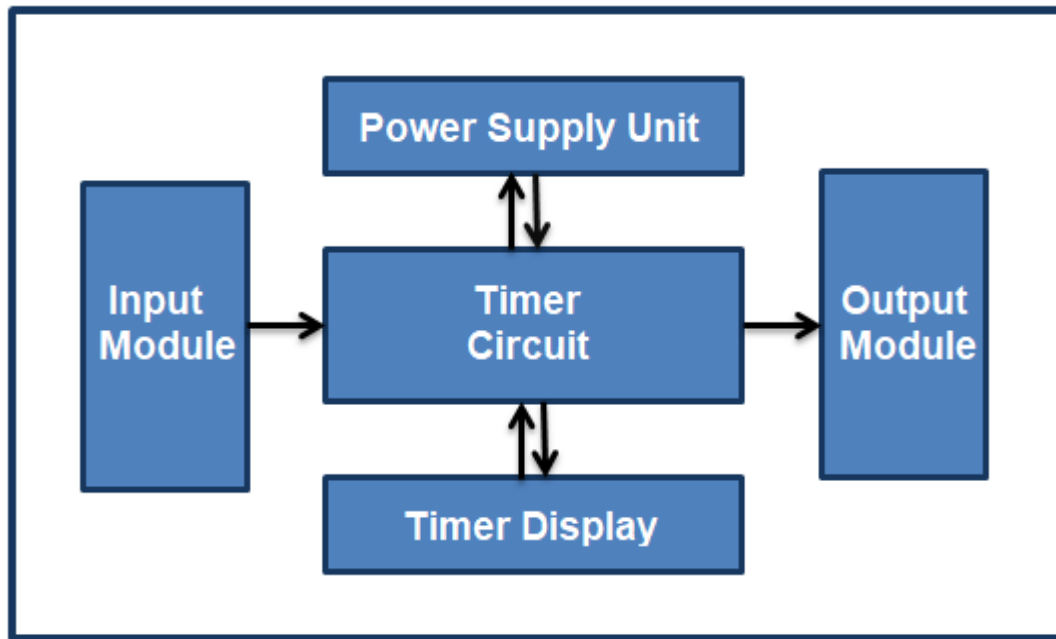 Power Supply Unit
Input
Module
Timer
Circuit
Output
Module
Timer Display